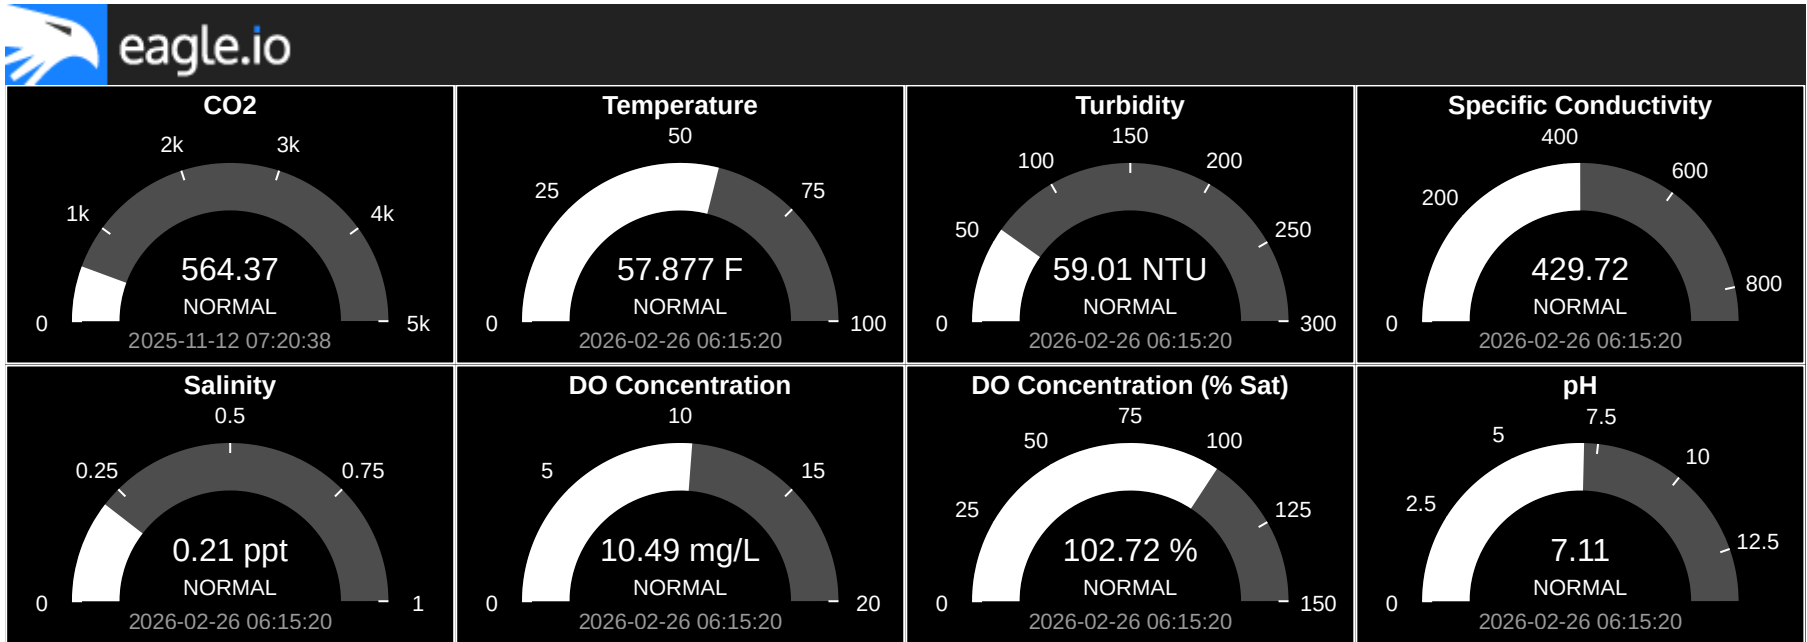 eagle.io
CO2
0
1k
2k
3k
4k
5k
564.37
NORMAL
2025-11-12 07:20:38
Temperature
0
25
50
75
100
57.877 F
NORMAL
2026-02-26 06:15:20
Turbidity
0
50
100
150
200
250
300
59.01 NTU
NORMAL
2026-02-26 06:15:20
Specific Conductivity
0
200
400
600
800
429.72
NORMAL
2026-02-26 06:15:20
Salinity
0
0.25
0.5
0.75
1
0.21 ppt
NORMAL
2026-02-26 06:15:20
DO Concentration
0
5
10
15
20
10.49 mg/L
NORMAL
2026-02-26 06:15:20
DO Concentration (% Sat)
0
25
50
75
100
125
150
102.72 %
NORMAL
2026-02-26 06:15:20
pH
0
2.5
5
7.5
10
12.5
7.11
NORMAL
2026-02-26 06:15:20